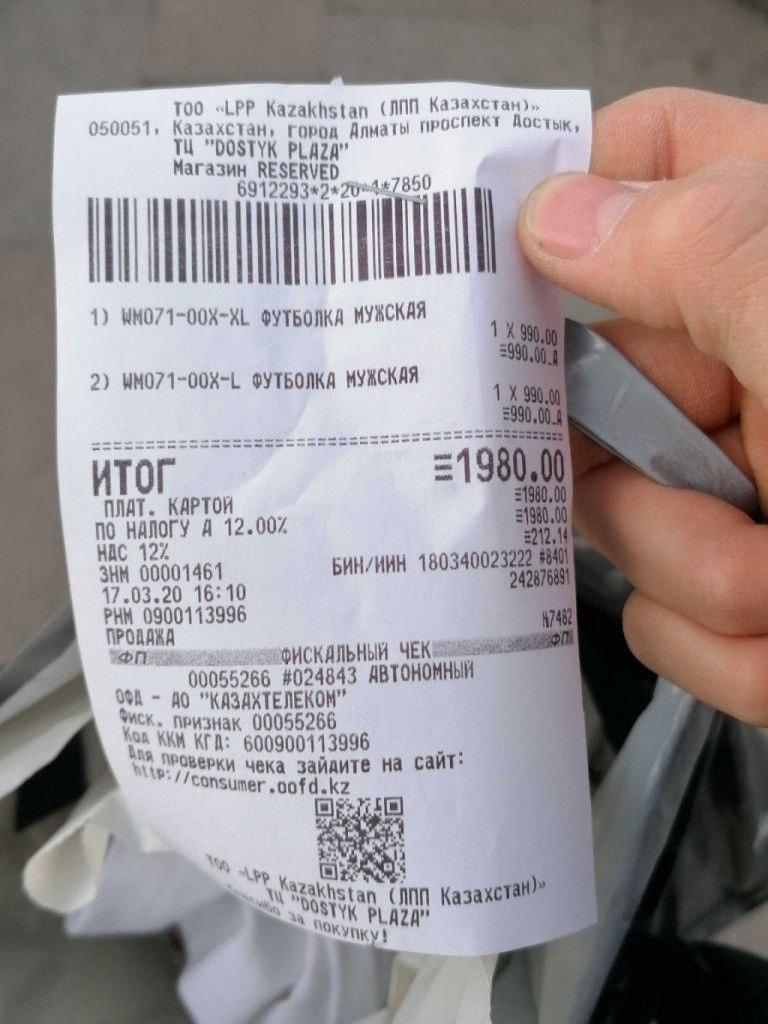 ТОО «LPP Kazakhstan (ЛПП Казахстан)»
050051, Казахстан, город Алматы проспект Достык,
ТЦ "DOSTYK PLAZA"
Магазин RESERVED
6912293*2*20*1*7850
1) WM071-00X-XL ФУТБОЛКА МУЖСКАЯ
1 X 990.00
≡990.00_А
2) WM071-00X-L ФУТБОЛКА МУЖСКАЯ
1 X 990.00
≡990.00_А
ИТОГ ≡1980.00
ПЛАТ. КАРТОЙ ≡1980.00
ПО НАЛОГУ А 12.00% ≡1980.00
НДС 12% ≡212.14
ЗНМ 00001461 БИН/ИИН 180340023222 #8401
17.03.20 16:10 242876891
РНМ 0900113996
ПРОДАЖА №7482
ФП ФИСКАЛЬНЫЙ ЧЕК ФП
00055266 #024843 АВТОНОМНЫЙ
ОФД - АО "КАЗАХТЕЛЕКОМ"
Фиск. признак 00055266
Код ККМ КГД: 600900113996
Для проверки чека зайдите на сайт:
http://consumer.oofd.kz
ТОО «LPP Kazakhstan (ЛПП Казахстан)»
ТЦ "DOSTYK PLAZA"
Спасибо за покупку!